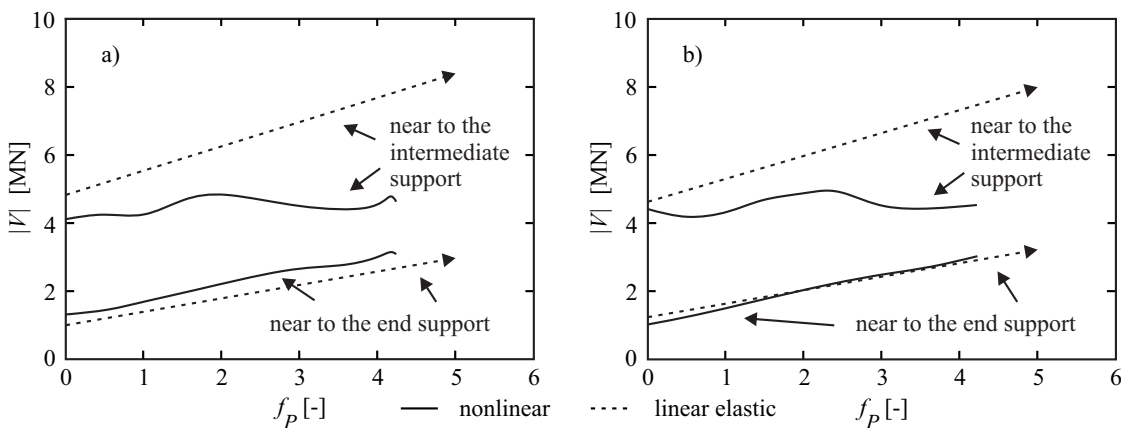 10
a)
8
near to the
intermediate
support
6
|V| [MN]
4
2
near to the end support
0
0 1 2 3 4 5 6
f_P [-]
10
b)
8
near to the
intermediate
support
6
|V| [MN]
4
2
near to the end support
0
0 1 2 3 4 5 6
f_P [-]
nonlinear
linear elastic